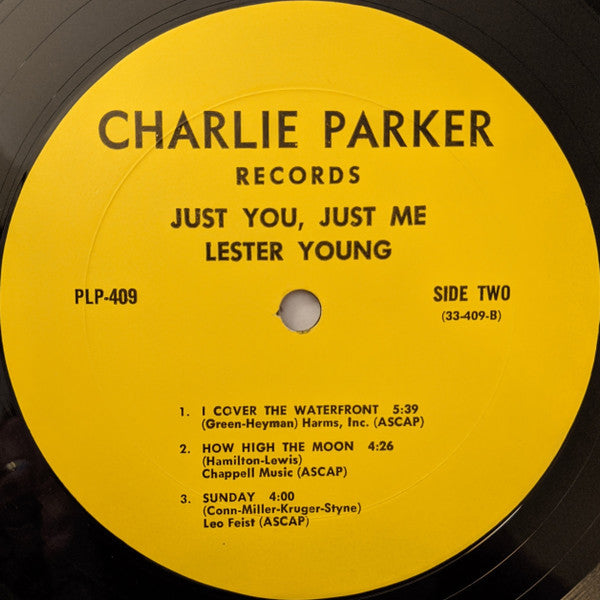 CHARLIE PARKER
RECORDS
JUST YOU, JUST ME
LESTER YOUNG
PLP-409
SIDE TWO
(33-409-B)
1. I COVER THE WATERFRONT 5:39
(Green-Heyman) Harms, Inc. (ASCAP)
2. HOW HIGH THE MOON 4:26
(Hamilton-Lewis)
Chappell Music (ASCAP)
3. SUNDAY 4:00
(Conn-Miller-Kruger-Styne)
Leo Feist (ASCAP)